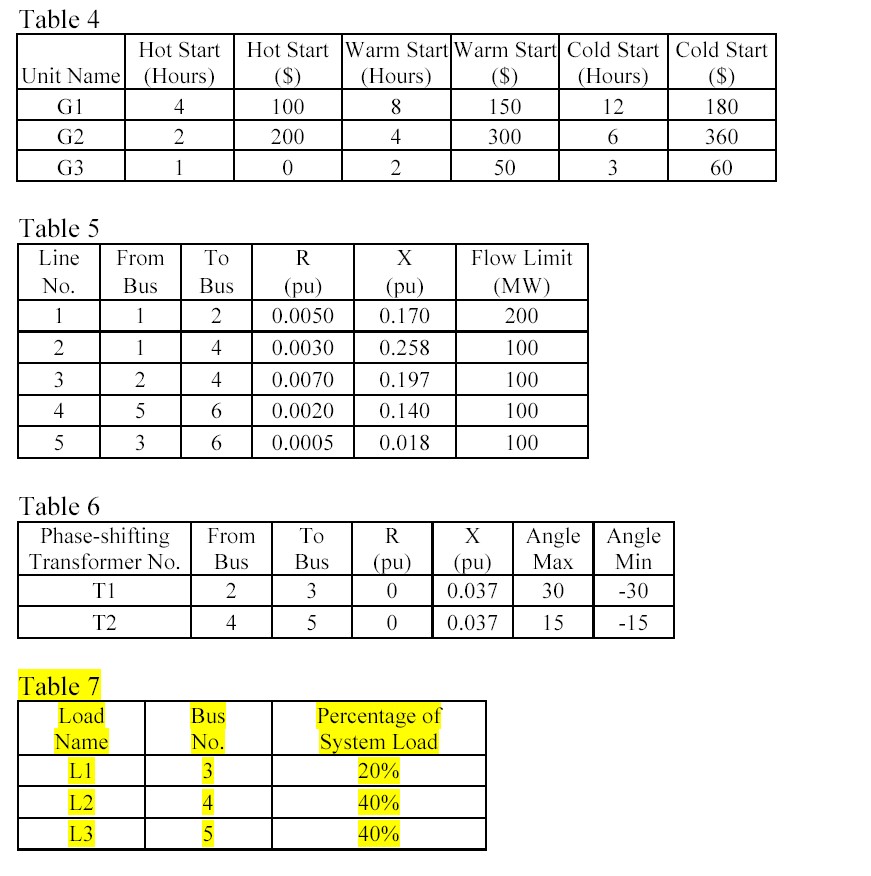 Table 4
Unit Name Hot Start (Hours) Hot Start ($) Warm Start (Hours) Warm Start ($) Cold Start (Hours) Cold Start ($)
G1 4 100 8 150 12 180
G2 2 200 4 300 6 360
G3 1 0 2 50 3 60
Table 5
Line No. From Bus To Bus R (pu) X (pu) Flow Limit (MW)
1 1 2 0.0050 0.170 200
2 1 4 0.0030 0.258 100
3 2 4 0.0070 0.197 100
4 5 6 0.0020 0.140 100
5 3 6 0.0005 0.018 100
Table 6
Phase-shifting Transformer No. From Bus To Bus R (pu) X (pu) Angle Max Angle Min
T1 2 3 0 0.037 30 -30
T2 4 5 0 0.037 15 -15
Table 7
Load Name Bus No. Percentage of System Load
L1 3 20%
L2 4 40%
L3 5 40%